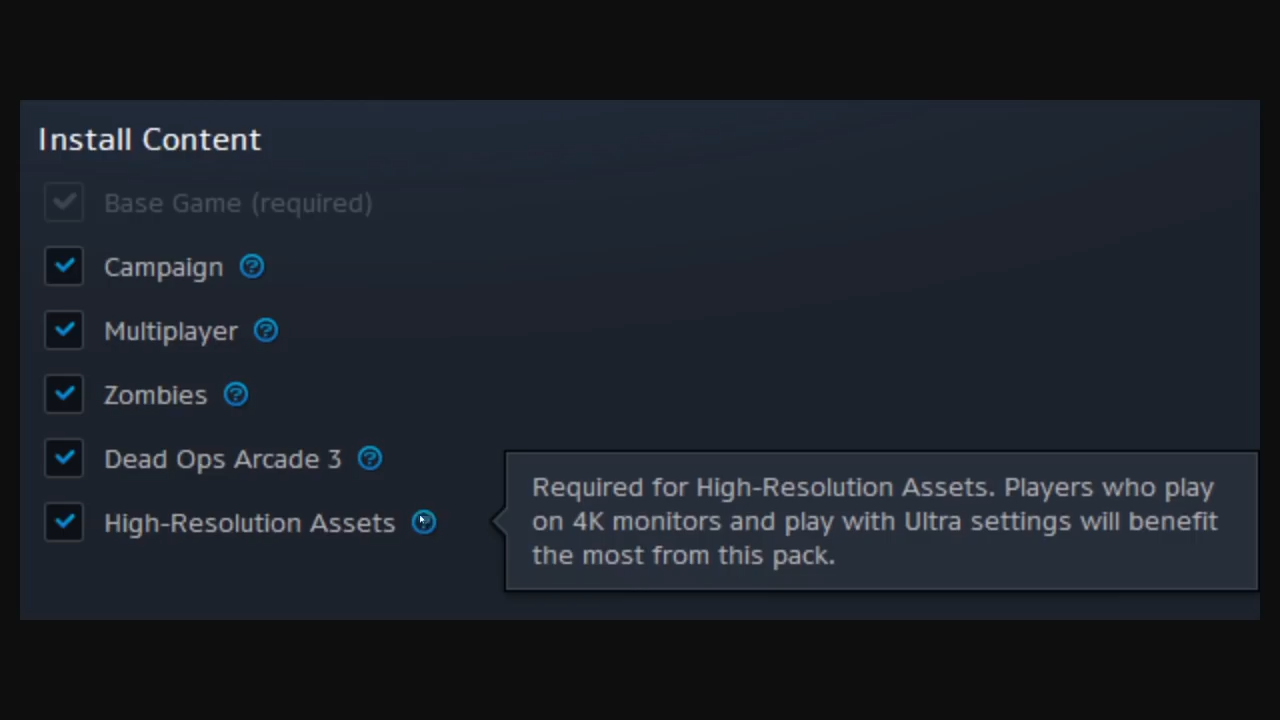 Install Content
Base Game (required)
Campaign
Multiplayer
Zombies
Dead Ops Arcade 3
High-Resolution Assets
Required for High-Resolution Assets. Players who play
on 4K monitors and play with Ultra settings will benefit
the most from this pack.